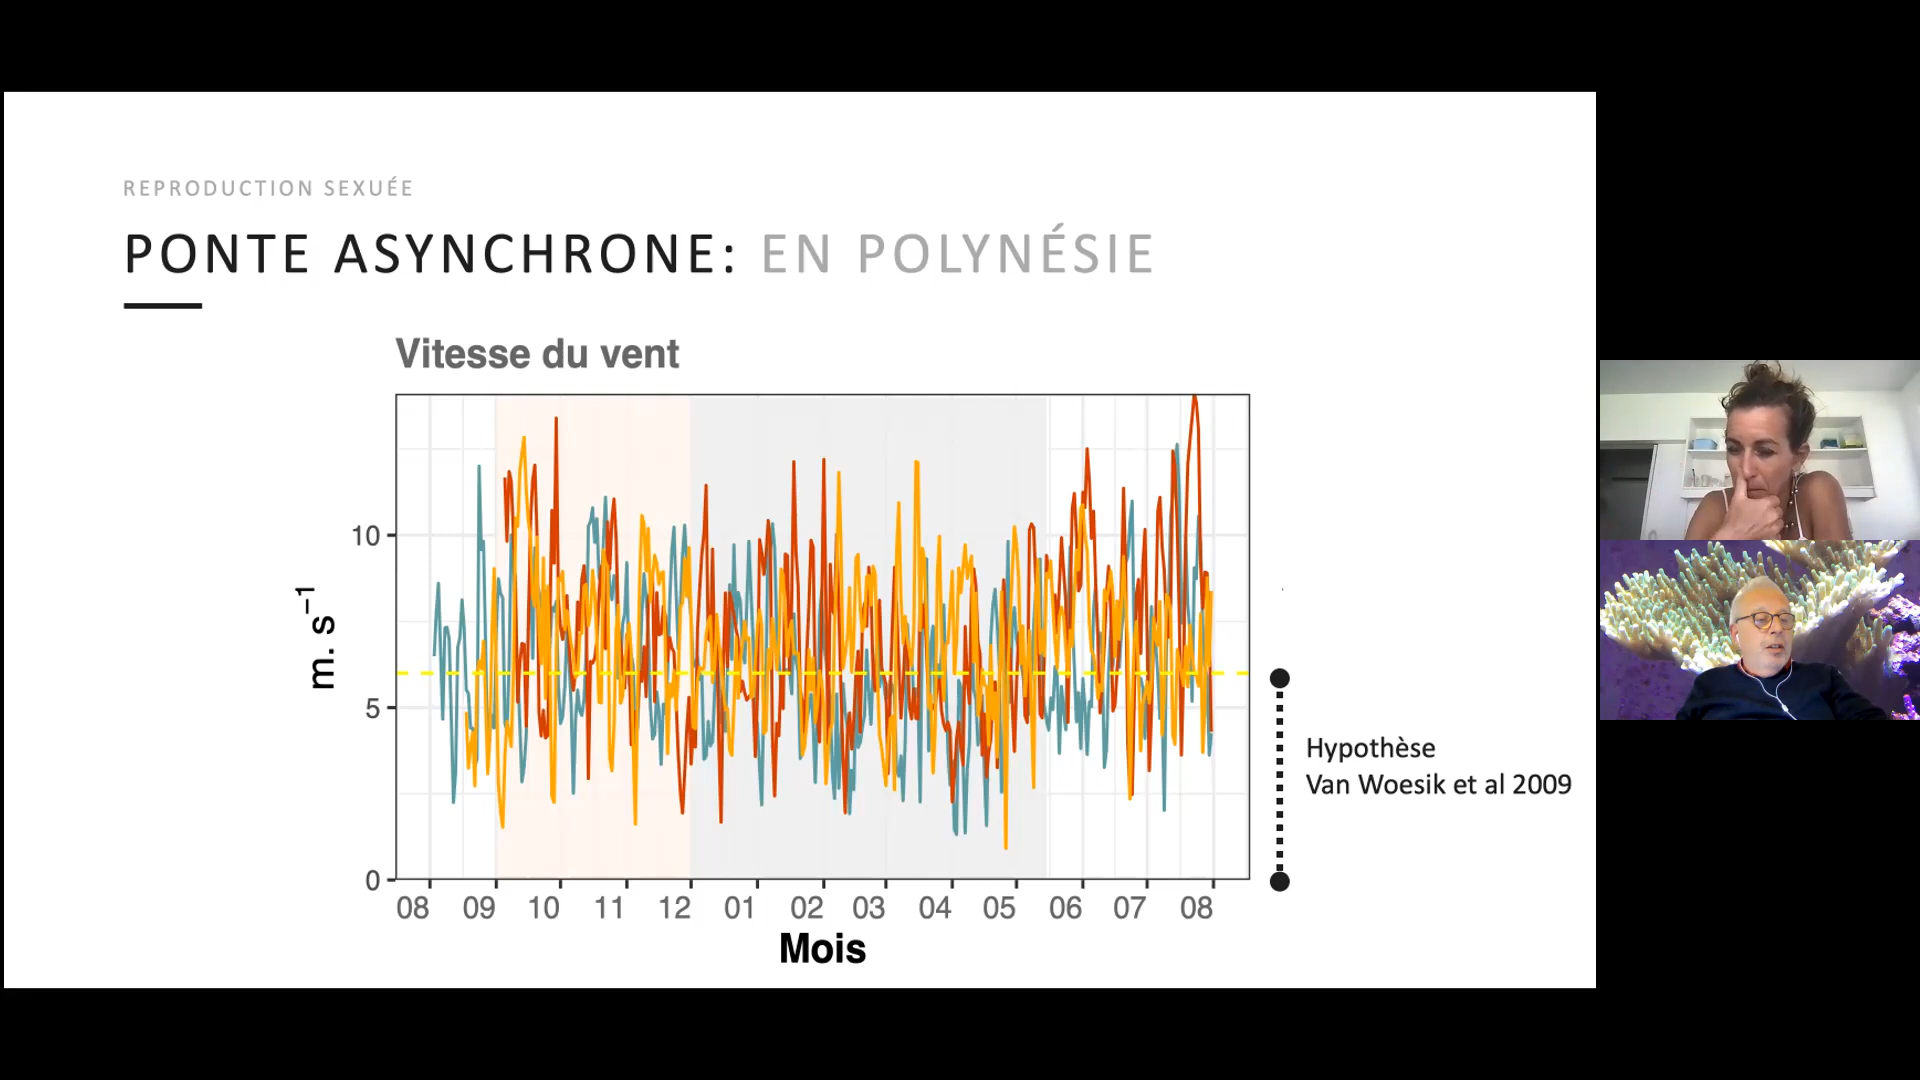 REPRODUCTION SEXUÉE
PONTE ASYNCHRONE: EN POLYNÉSIE
Vitesse du vent
10
5
0
m. s−1
08 09 10 11 12 01 02 03 04 05 06 07 08
Mois
Hypothèse
Van Woesik et al 2009